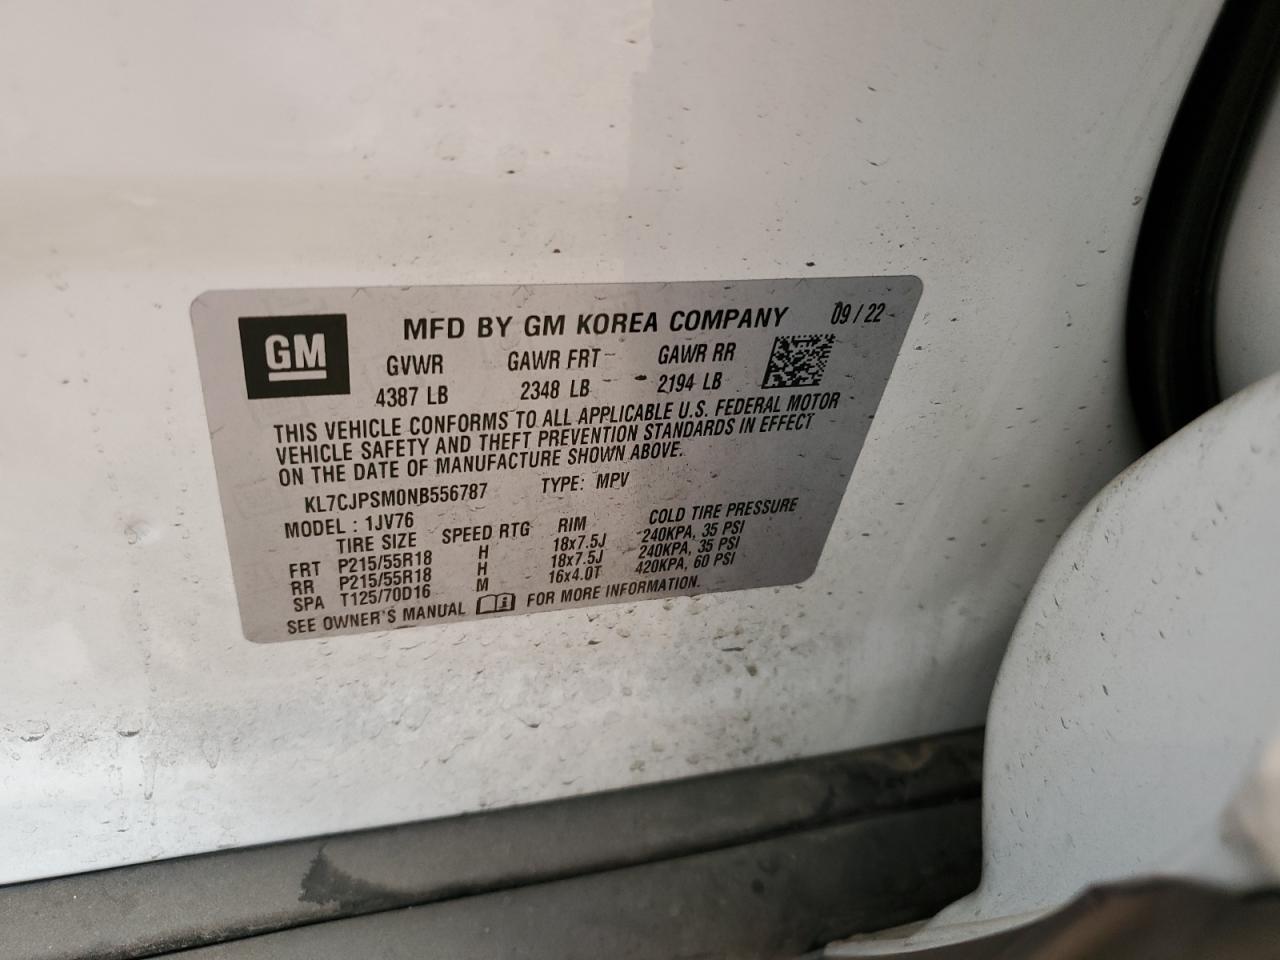 GM
MFD BY GM KOREA COMPANY 09/22
GVWR GAWR FRT GAWR RR
4387 LB 2348 LB 2194 LB
THIS VEHICLE CONFORMS TO ALL APPLICABLE U.S. FEDERAL MOTOR
VEHICLE SAFETY AND THEFT PREVENTION STANDARDS IN EFFECT
ON THE DATE OF MANUFACTURE SHOWN ABOVE.
KL7CJPSM0NB556787 TYPE: MPV
MODEL : 1JV76
TIRE SIZE SPEED RTG RIM COLD TIRE PRESSURE
FRT P215/55R18 H 18x7.5J 240KPA, 35 PSI
RR P215/55R18 H 18x7.5J 240KPA, 35 PSI
SPA T125/70D16 M 16x4.0T 420KPA, 60 PSI
SEE OWNER'S MANUAL FOR MORE INFORMATION.